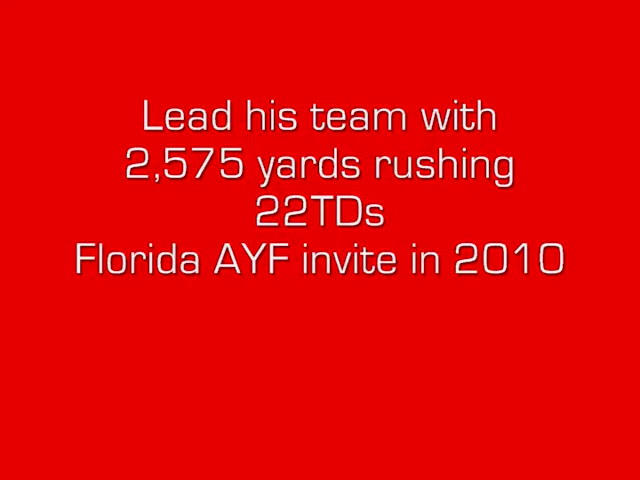 Lead his team with
2,575 yards rushing
22TDs
Florida AYF invite in 2010